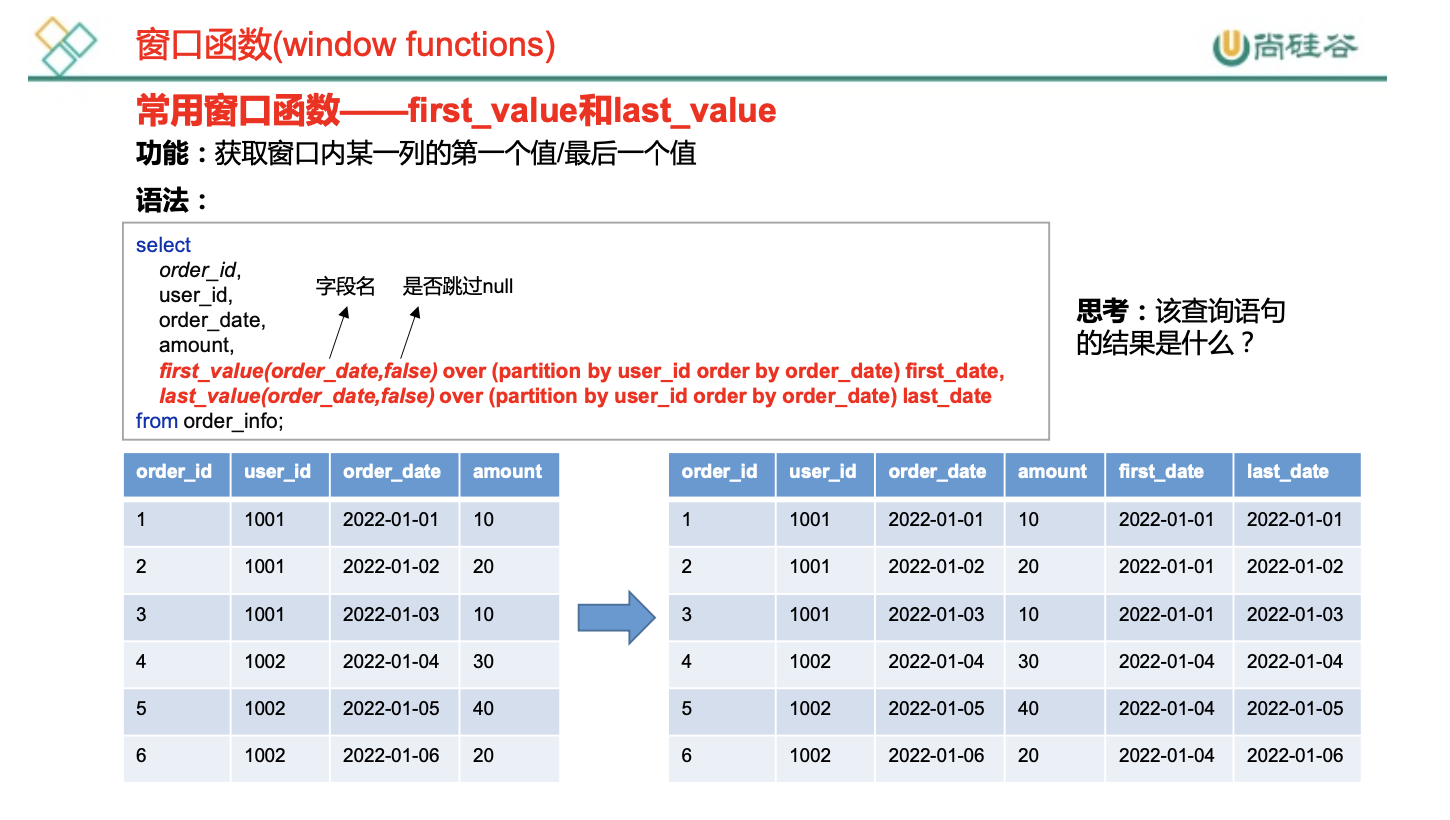 窗口函数(window functions)
尚硅谷
常用窗口函数——first_value和last_value
功能：获取窗口内某一列的第一个值/最后一个值
语法：
select
order_id,
字段名 是否跳过null
user_id,
order_date,
amount,
first_value(order_date,false) over (partition by user_id order by order_date) first_date,
last_value(order_date,false) over (partition by user_id order by order_date) last_date
from order_info;
思考：该查询语句
的结果是什么？
order_id user_id order_date amount
1 1001 2022-01-01 10
2 1001 2022-01-02 20
3 1001 2022-01-03 10
4 1002 2022-01-04 30
5 1002 2022-01-05 40
6 1002 2022-01-06 20
order_id user_id order_date amount first_date last_date
1 1001 2022-01-01 10 2022-01-01 2022-01-01
2 1001 2022-01-02 20 2022-01-01 2022-01-02
3 1001 2022-01-03 10 2022-01-01 2022-01-03
4 1002 2022-01-04 30 2022-01-04 2022-01-04
5 1002 2022-01-05 40 2022-01-04 2022-01-05
6 1002 2022-01-06 20 2022-01-04 2022-01-06